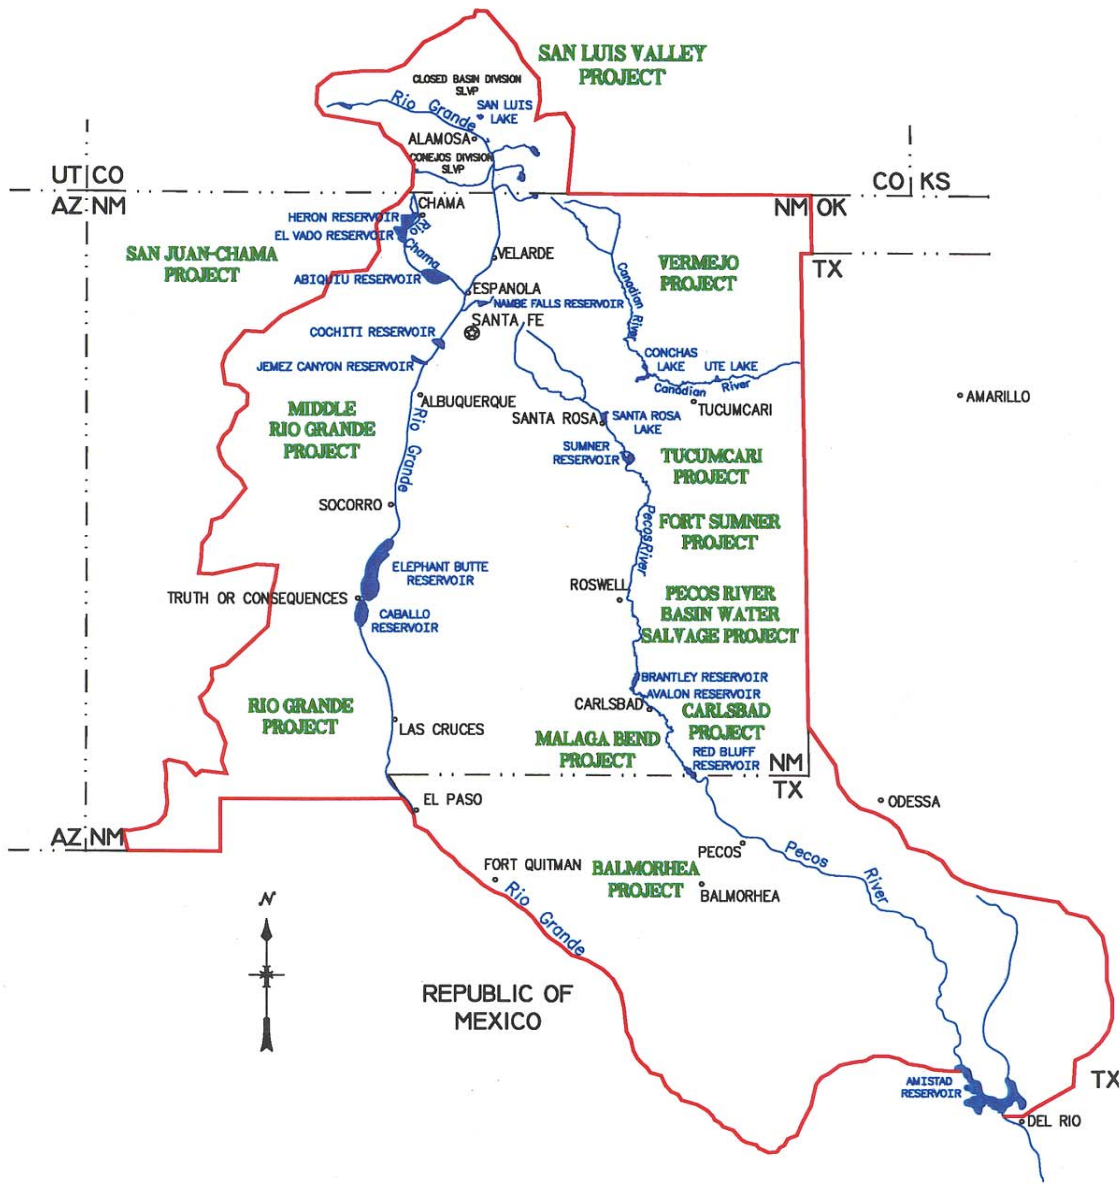 SAN LUIS VALLEY
PROJECT
CLOSED BASIN DIVISION
SLVP
Rio Grande
SAN LUIS
LAKE
ALAMOSA
CONEJOS DIVISION
SLVP
UT CO
CO KS
AZ NM
NM OK
CHAMA
HERON RESERVOIR
EL VADO RESERVOIR
Rio Chama
SAN JUAN-CHAMA
PROJECT
VELARDE
VERMEJO
PROJECT
TX
ABIQUIU RESERVOIR
ESPANOLA
NAMBE FALLS RESERVOIR
Canadian River
SANTA FE
COCHITI RESERVOIR
JEMEZ CANYON RESERVOIR
CONCHAS
LAKE
UTE LAKE
Canadian River
ALBUQUERQUE
AMARILLO
TUCUMCARI
MIDDLE
RIO GRANDE
PROJECT
Rio Grande
SANTA ROSA
SANTA ROSA
LAKE
SUMNER
RESERVOIR
TUCUMCARI
PROJECT
SOCORRO
Pecos River
FORT SUMNER
PROJECT
ELEPHANT BUTTE
RESERVOIR
TRUTH OR CONSEQUENCES
CABALLO
RESERVOIR
ROSWELL
PECOS RIVER
BASIN WATER
SALVAGE PROJECT
BRANTLEY RESERVOIR
AVALON RESERVOIR
CARLSBAD
CARLSBAD
PROJECT
RIO GRANDE
PROJECT
LAS CRUCES
MALAGA BEND
PROJECT
RED BLUFF
RESERVOIR
NM
TX
EL PASO
ODESSA
AZ NM
PECOS
Pecos River
FORT QUITMAN
BALMORHEA
PROJECT
BALMORHEA
Rio Grande
N
REPUBLIC OF
MEXICO
AMISTAD
RESERVOIR
TX
DEL RIO